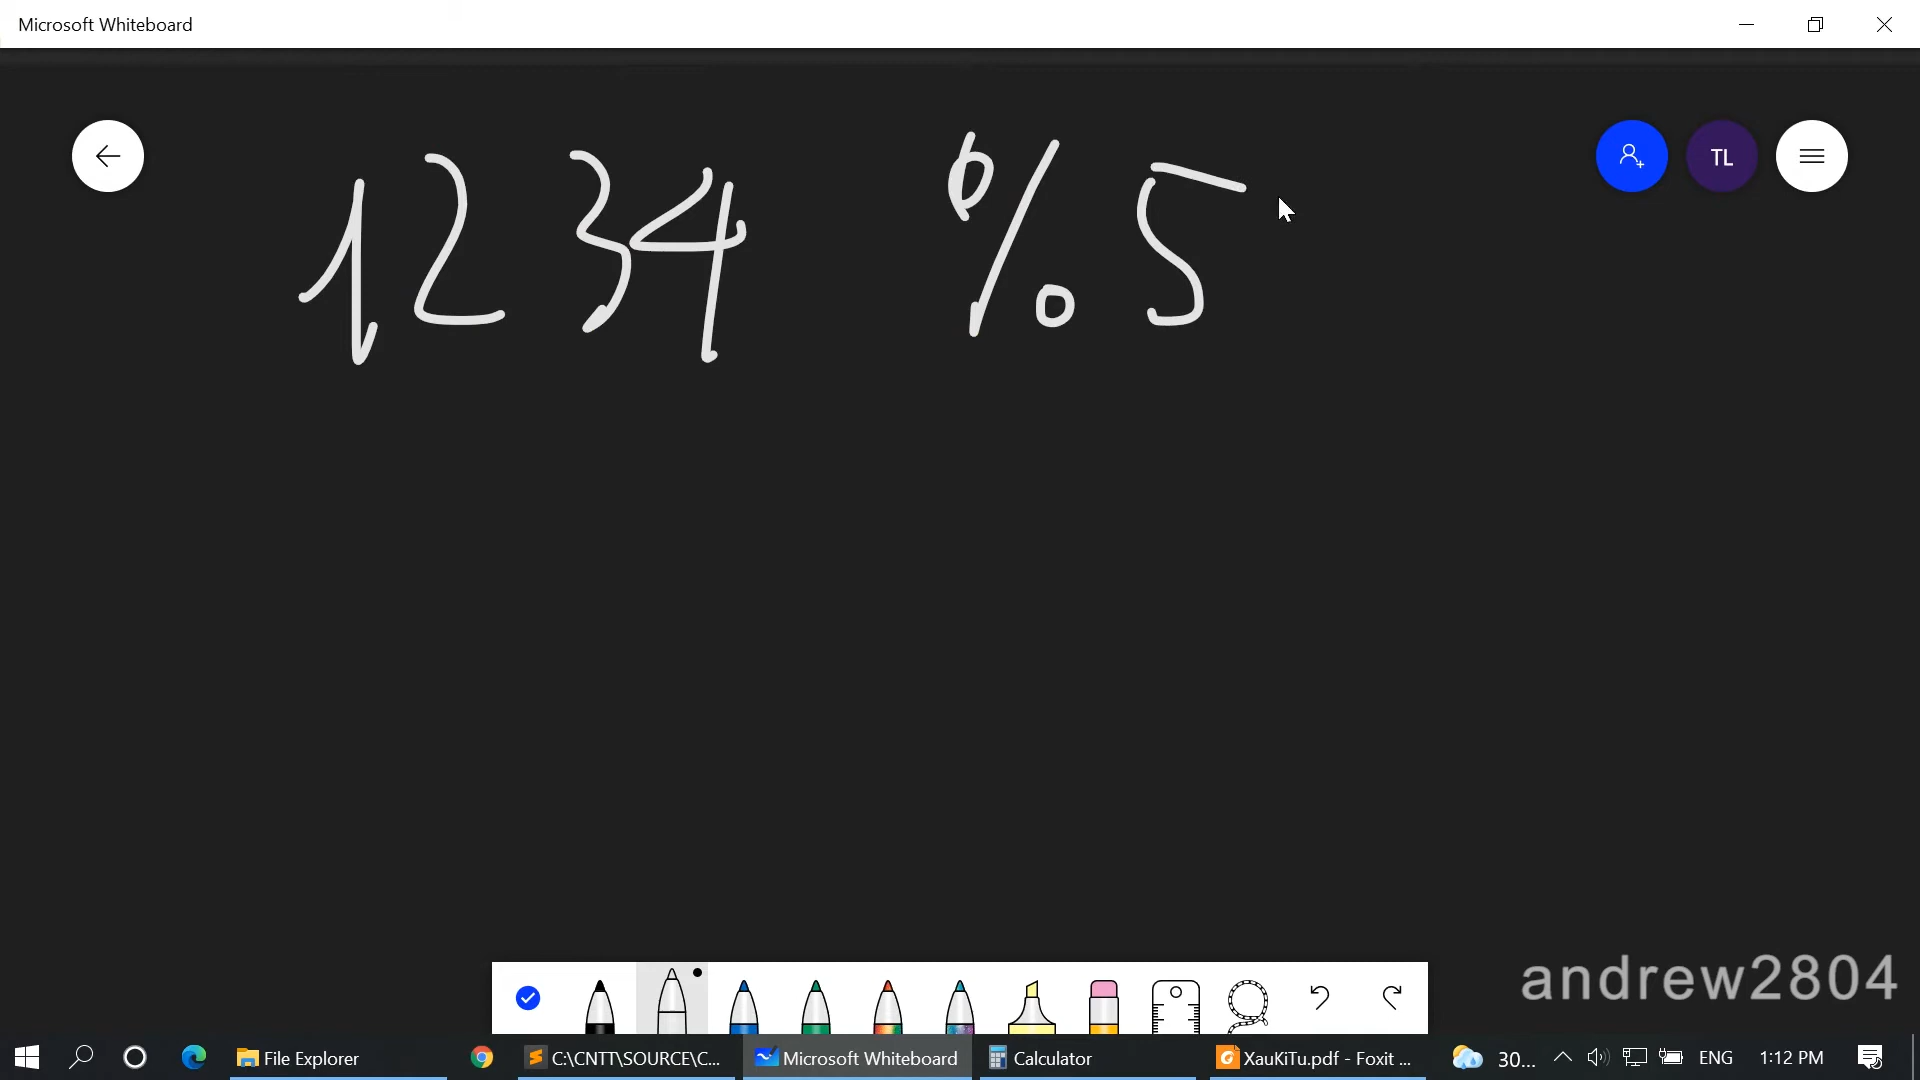 Microsoft Whiteboard
1234 % 5
TL
andrew2804
File Explorer
C:\CNTT\SOURCE\C...
Microsoft Whiteboard
Calculator
XauKiTu.pdf - Foxit ...
30...
ENG
1:12 PM